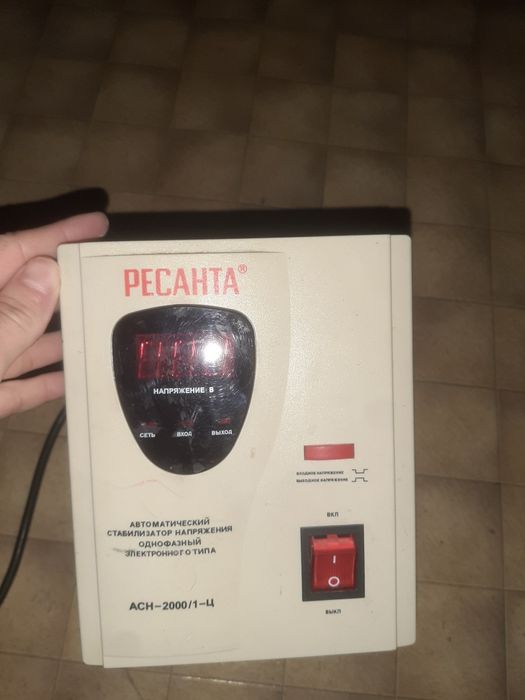 РЕСАНТА®
НАПРЯЖЕНИЕ В
СЕТЬ ВХОД ВЫХОД
ВХОДНОЕ НАПРЯЖЕНИЕ
ВЫХОДНОЕ НАПРЯЖЕНИЕ
ВКЛ
I
O
ВЫКЛ
АВТОМАТИЧЕСКИЙ
СТАБИЛИЗАТОР НАПРЯЖЕНИЯ
ОДНОФАЗНЫЙ
ЭЛЕКТРОННОГО ТИПА
АСН-2000/1-Ц